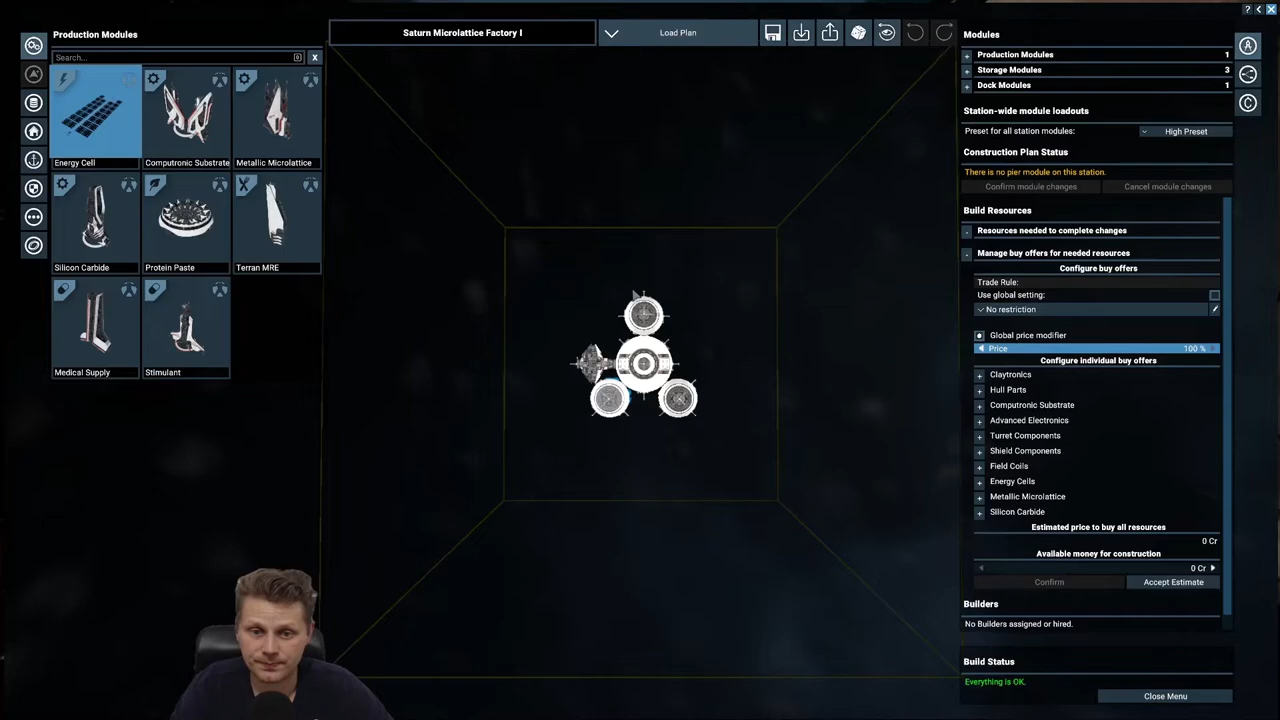 Production Modules
Saturn Microlattice Factory I
Load Plan
Search...
x
Energy Cell
Computronic Substrate
Metallic Microlattice
Silicon Carbide
Protein Paste
Terran MRE
Medical Supply
Stimulant
? < x
Modules
+ Production Modules 1
+ Storage Modules 3
+ Dock Modules 1
Station-wide module loadouts
Preset for all station modules: High Preset
Construction Plan Status
There is no pier module on this station.
Confirm module changes Cancel module changes
Build Resources
- Resources needed to complete changes
- Manage buy offers for needed resources
Configure buy offers
Trade Rule:
Use global setting:
No restriction
Global price modifier
Price 100 %
Configure individual buy offers
+ Claytronics
+ Hull Parts
+ Computronic Substrate
+ Advanced Electronics
+ Turret Components
+ Shield Components
+ Field Coils
+ Energy Cells
+ Metallic Microlattice
+ Silicon Carbide
Estimated price to buy all resources
0 Cr
Available money for construction
0 Cr
Confirm Accept Estimate
Builders
No Builders assigned or hired.
Build Status
Everything is OK.
Close Menu